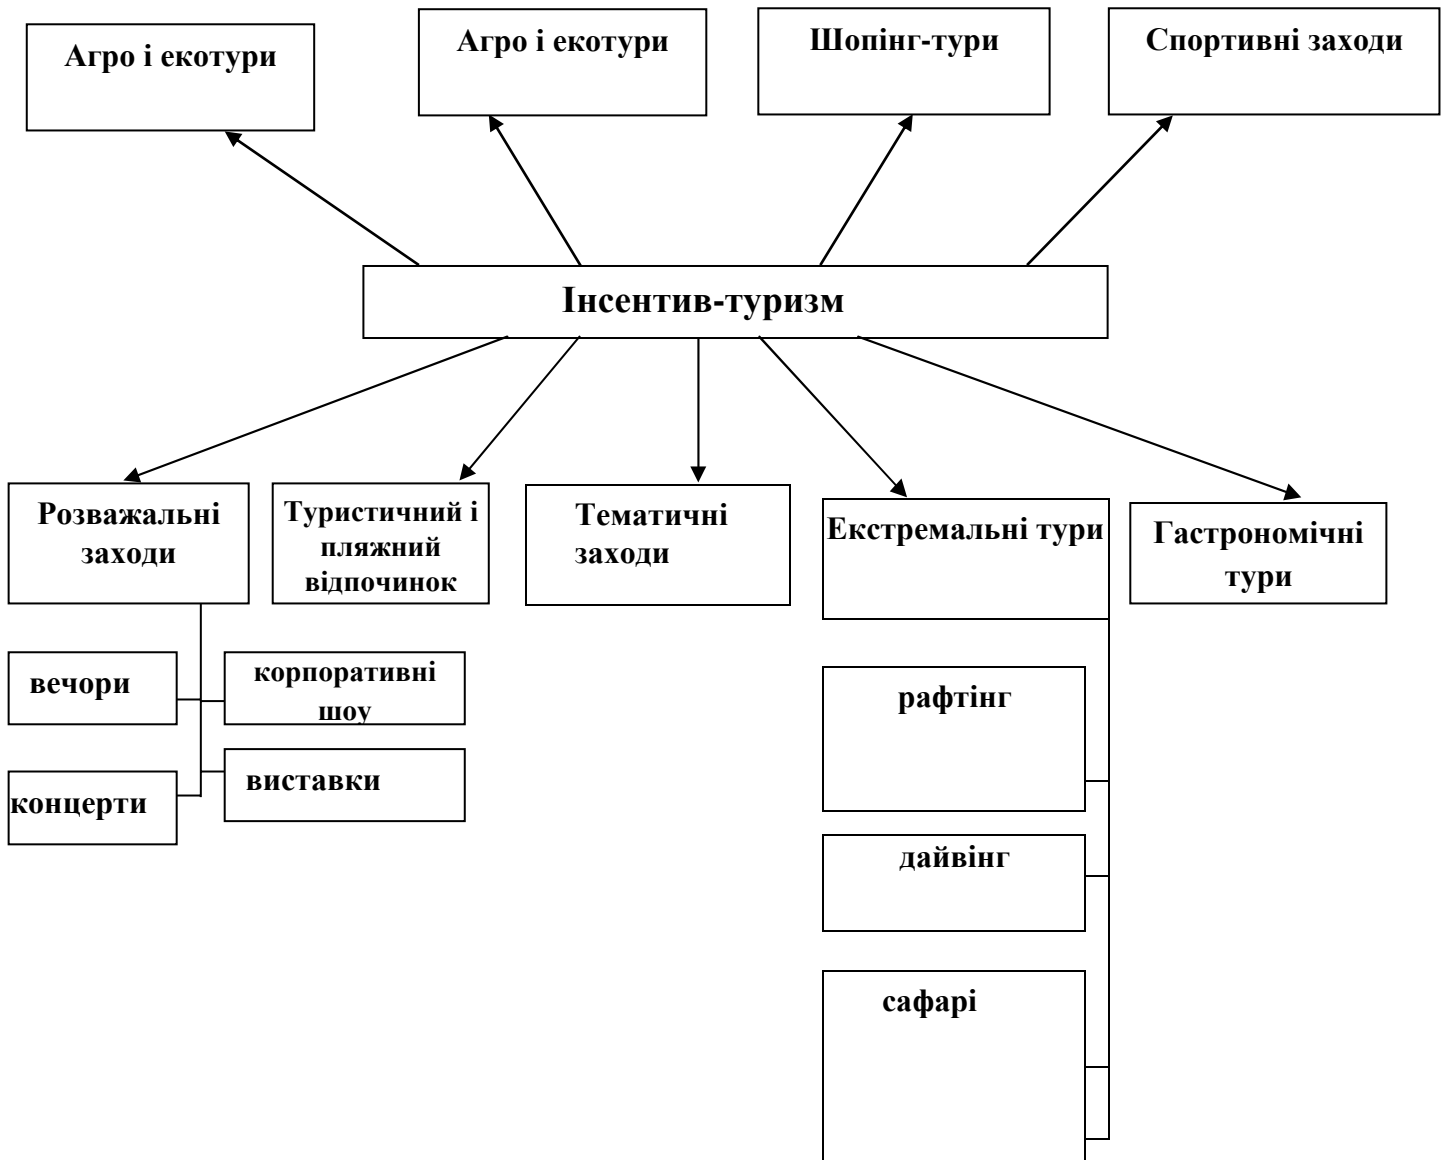 Агро і екотури
Агро і екотури
Шопінг-тури
Спортивні заходи
Інсентив-туризм
Розважальні
заходи
Туристичний і
пляжний
відпочинок
Тематичні
заходи
Екстремальні тури
Гастрономічні
тури
вечори
корпоративні
шоу
концерти
виставки
рафтінг
дайвінг
сафарі